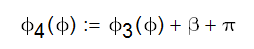 ϕ4(ϕ) := ϕ3(ϕ) + β + π